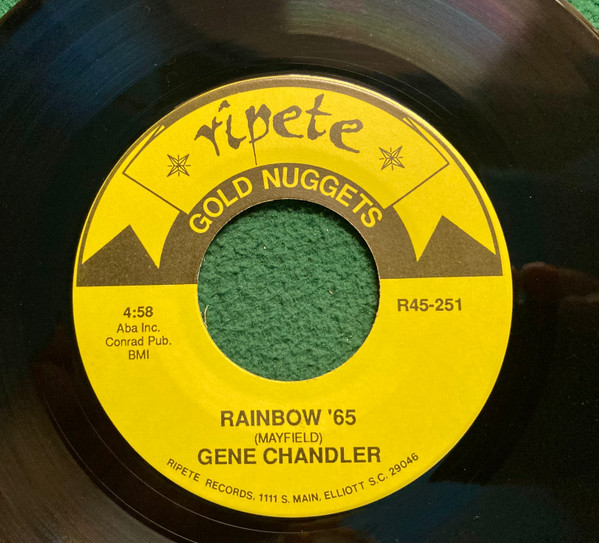 ripete
GOLD NUGGETS
4:58
Aba Inc.
Conrad Pub.
BMI
R45-251
RAINBOW '65
(MAYFIELD)
GENE CHANDLER
RIPETE RECORDS, 1111 S. MAIN, ELLIOTT S.C. 29046